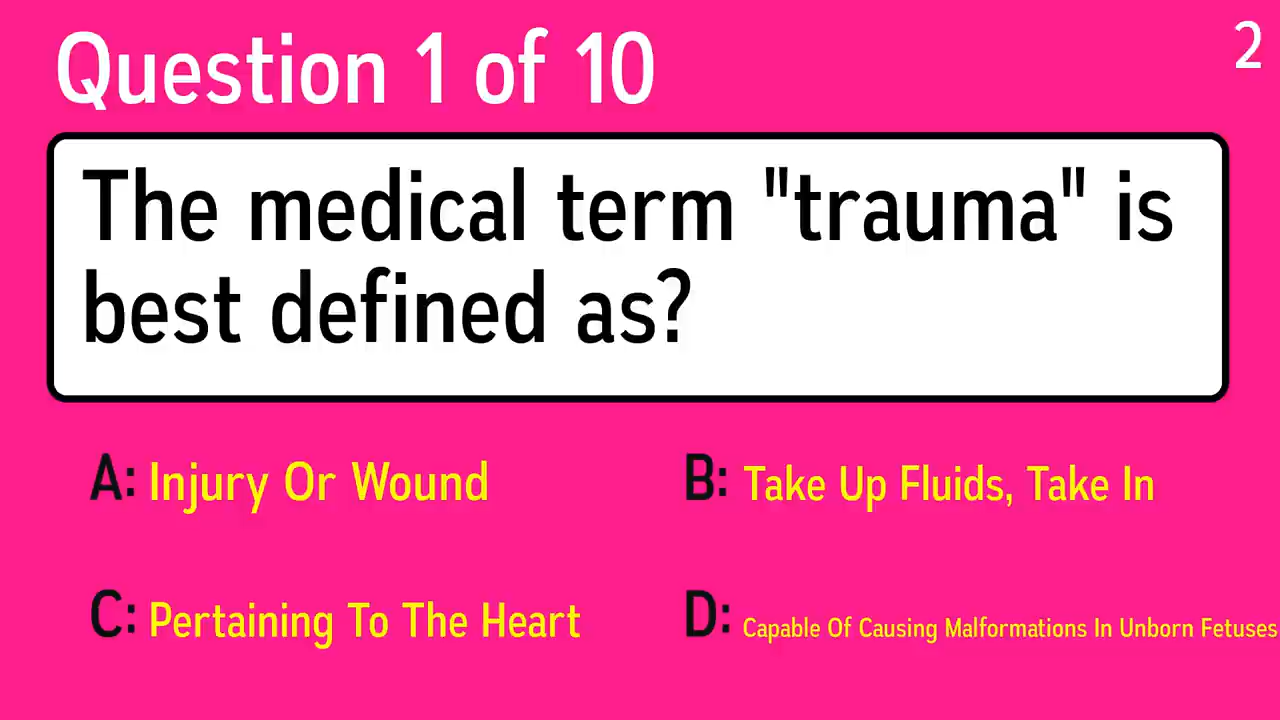 Question 1 of 10
2
The medical term "trauma" is
best defined as?
A: Injury Or Wound
B: Take Up Fluids, Take In
C: Pertaining To The Heart
D: Capable Of Causing Malformations In Unborn Fetuses